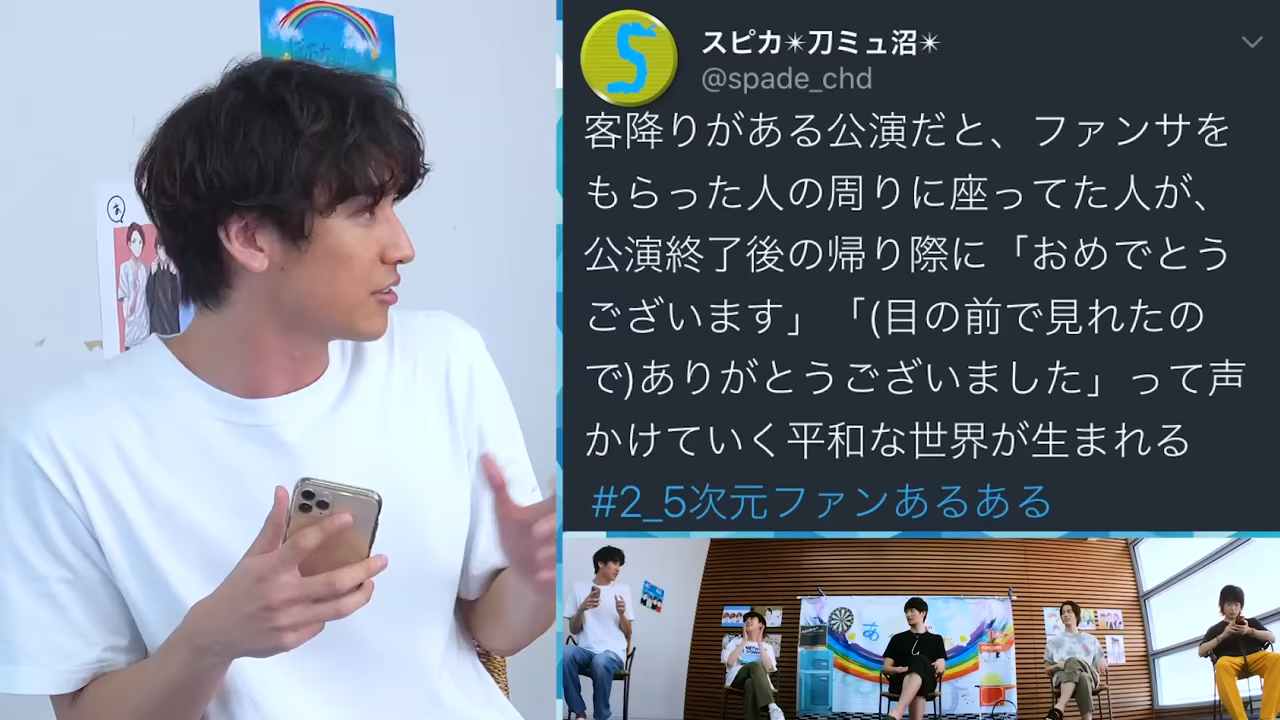 あ
S
スピカ✴刀ミュ沼✴
@spade_chd
客降りがある公演だと、ファンサを
もらった人の周りに座ってた人が、
公演終了後の帰り際に「おめでとう
ございます」「(目の前で見れたの
で)ありがとうございました」って声
かけていく平和な世界が生まれる
#2_5次元ファンあるある
あ